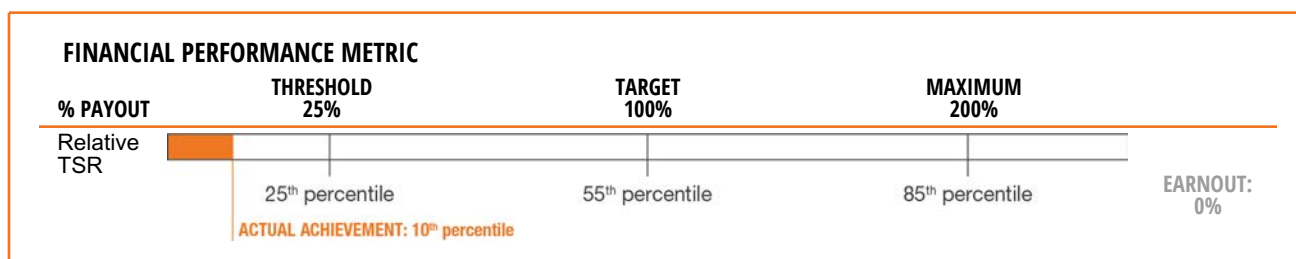 FINANCIAL PERFORMANCE METRIC
% PAYOUT
THRESHOLD
25%
TARGET
100%
MAXIMUM
200%
Relative
TSR
25th percentile
55th percentile
85th percentile
EARNOUT:
0%
ACTUAL ACHIEVEMENT: 10th percentile